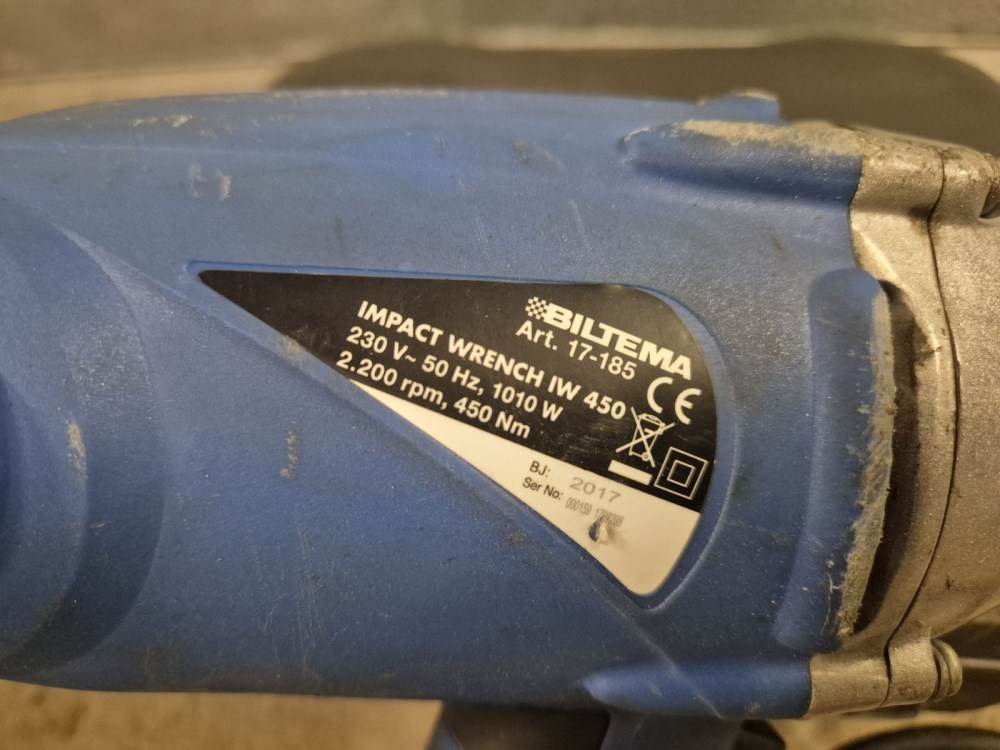 BILTEMA
Art. 17-185
IMPACT WRENCH IW 450
230 V~ 50 Hz, 1010 W
2.200 rpm, 450 Nm
CE
BJ: 2017
Ser No: